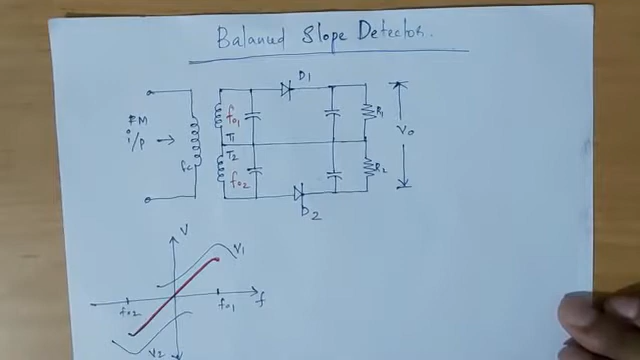 Balanced Slope Detector.
D1
FM
i/p
fc
fo1
T1
T2
fo2
R1
R2
Vo
D2
V
V1
fo2
fo1
f
V2